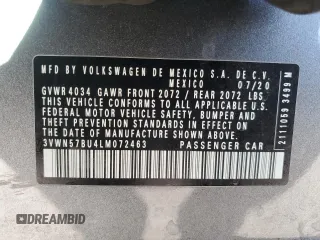 MFD BY VOLKSWAGEN DE MEXICO S.A. DE C.V.
MEXICO 07/20
GVWR 4034 GAWR FRONT 2072 / REAR 2072 LBS
THIS VEHICLE CONFORMS TO ALL APPLICABLE U.S.
FEDERAL MOTOR VEHICLE SAFETY, BUMPER AND
THEFT PREVENTION STANDARDS IN EFFECT ON THE
DATE OF MANUFACTURE SHOWN ABOVE.
3VWN57BU4LM072463 PASSENGER CAR
2111059 3499 M
DREAMBID